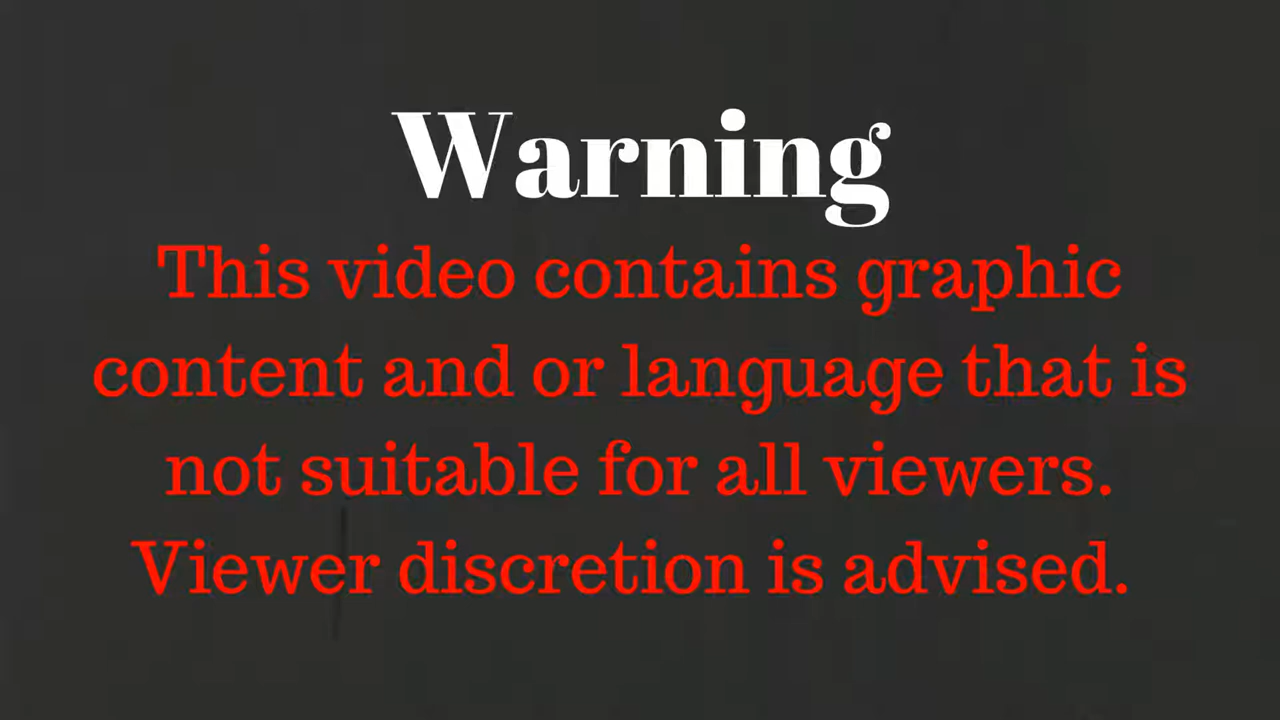 Warning
This video contains graphic
content and or language that is
not suitable for all viewers.
Viewer discretion is advised.